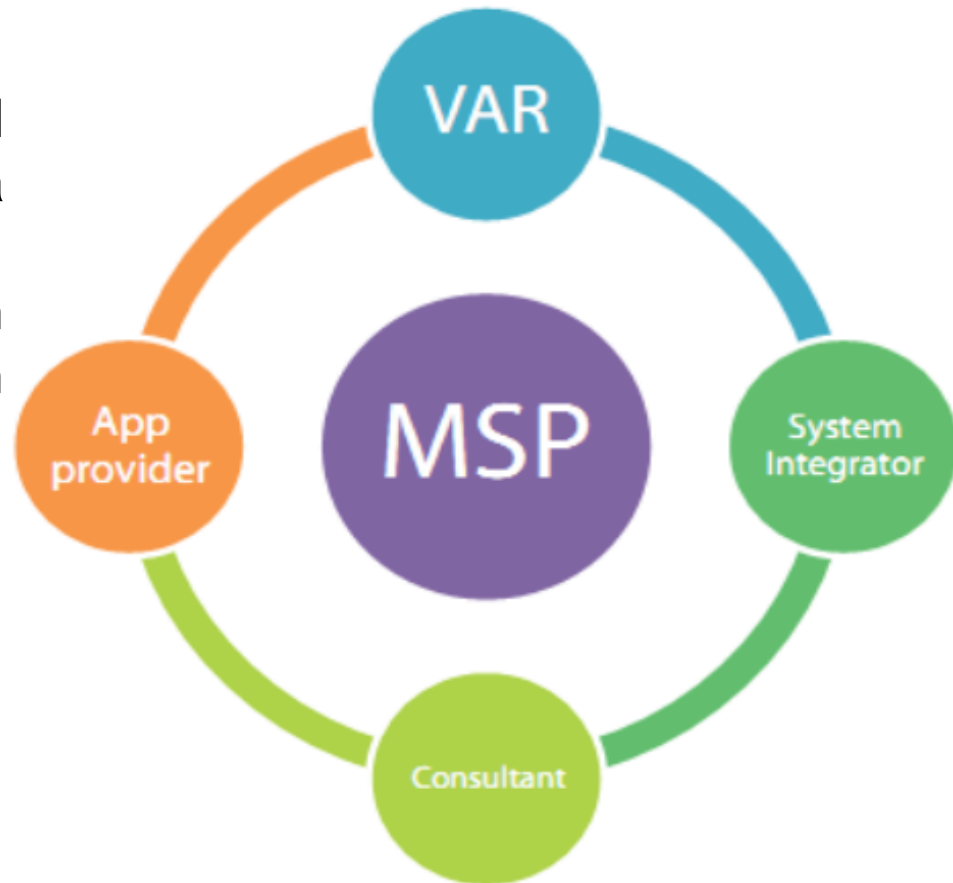 VAR
App
provider
MSP
System
Integrator
Consultant